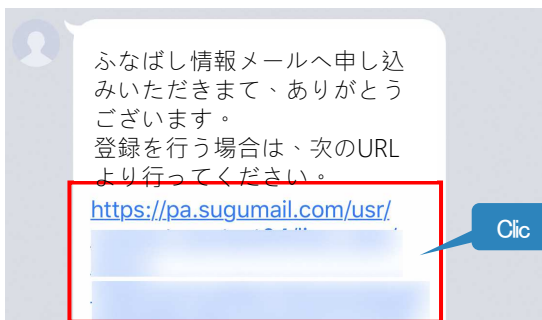 ふなばし情報メールへ申し込
みいただきまて、ありがとう
ございます。
登録を行う場合は、次のURL
より行ってください。
https://pa.sugumail.com/usr/
Clic